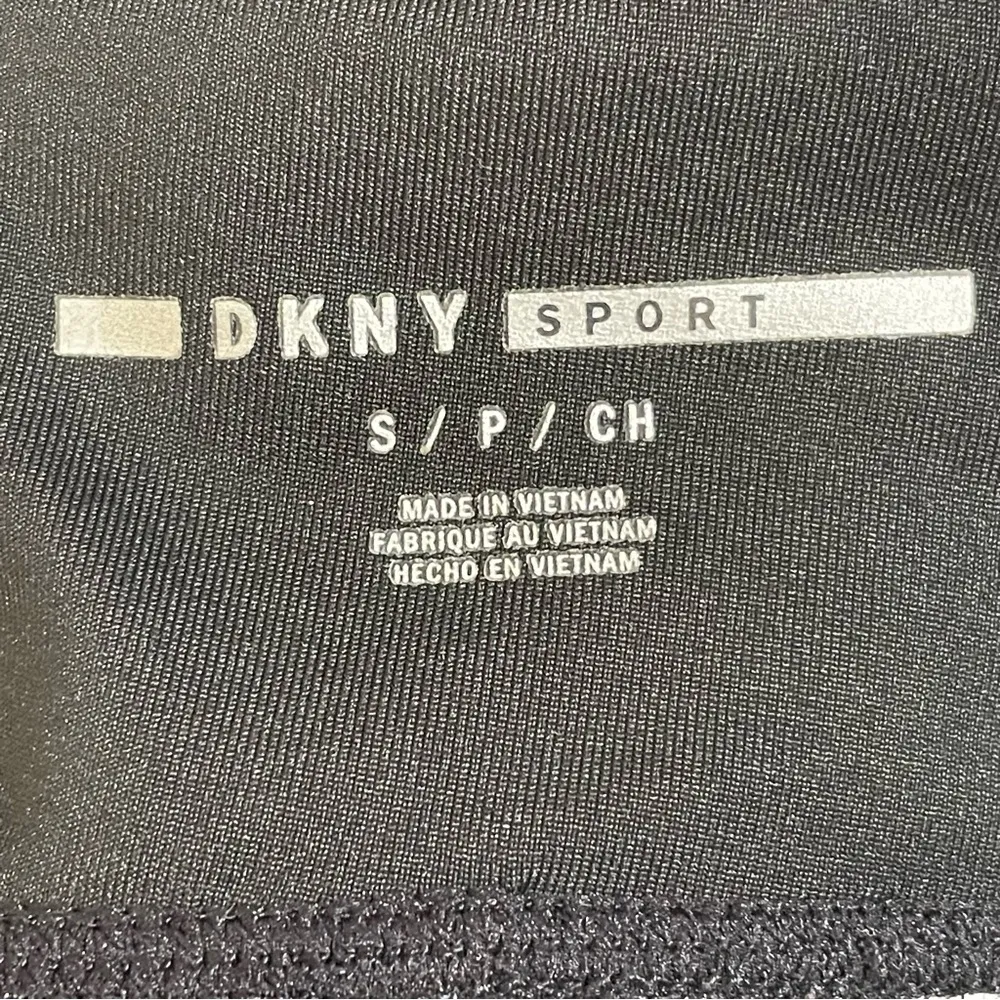 DKNY SPORT
S / P / CH
MADE IN VIETNAM
FABRIQUE AU VIETNAM
HECHO EN VIETNAM